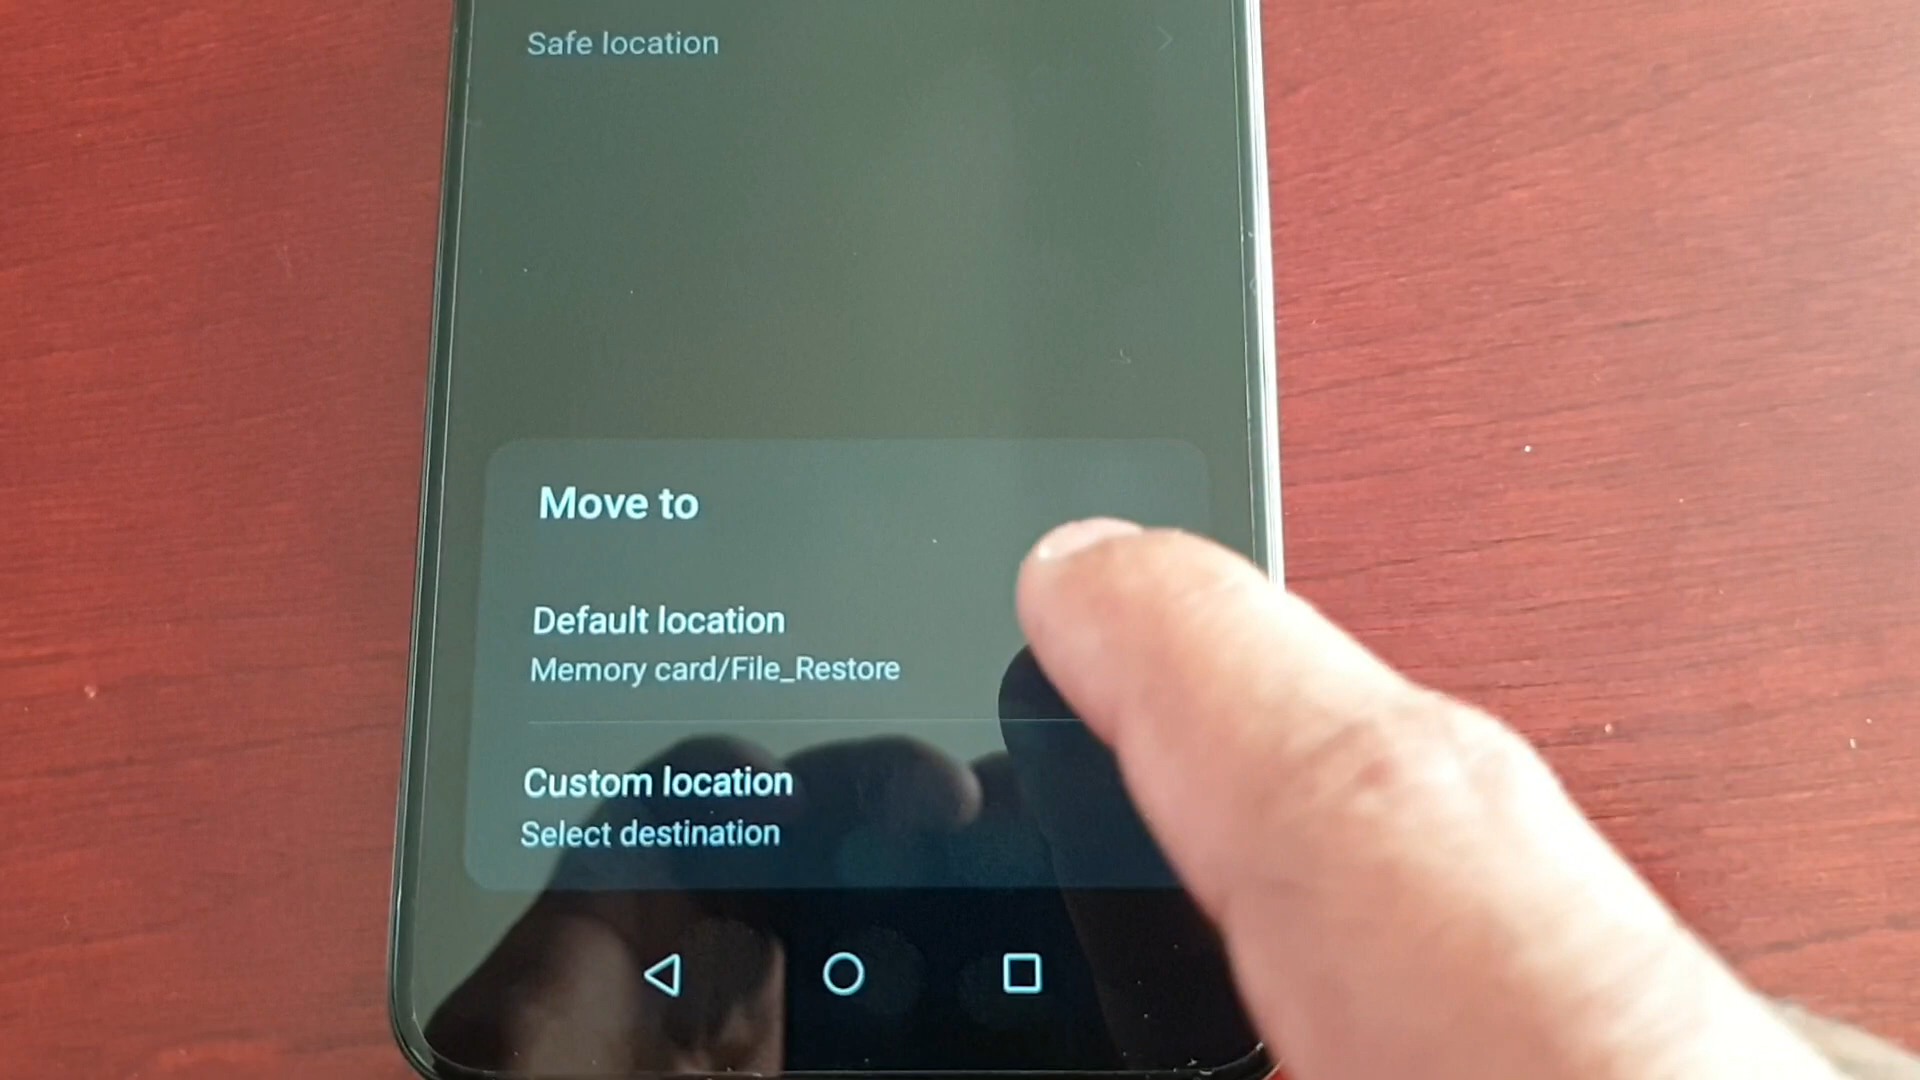 Safe location
Move to
Default location
Memory card/File_Restore
Custom location
Select destination